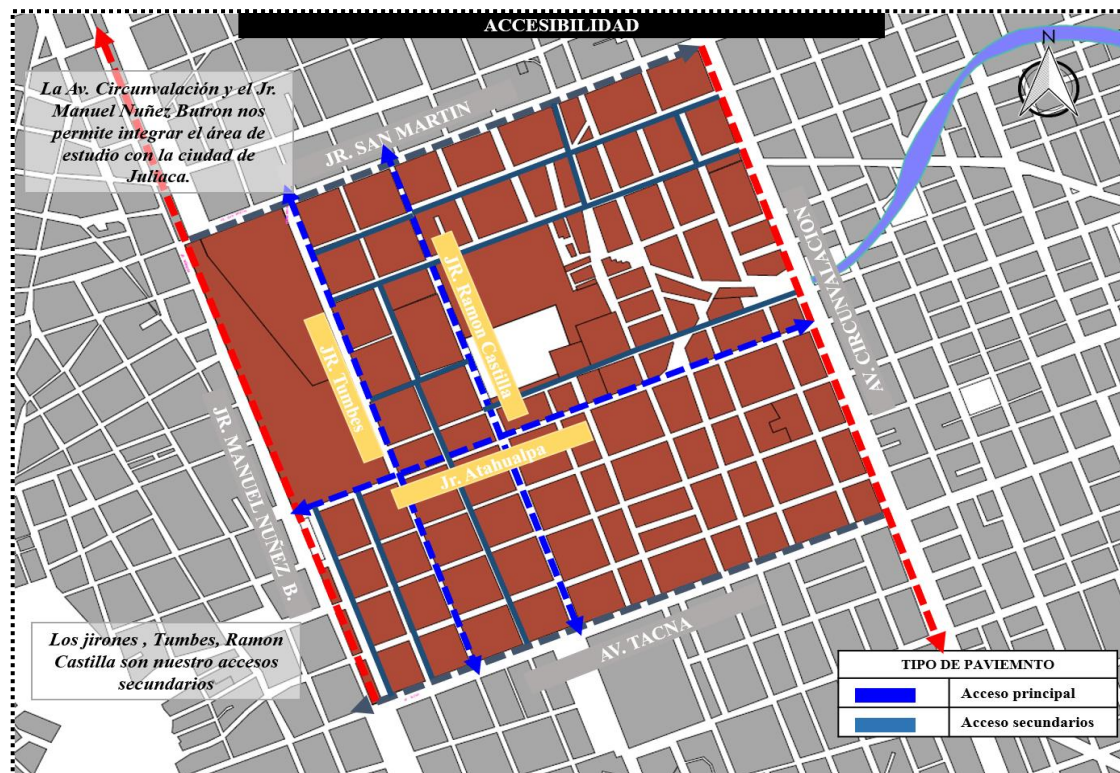 ACCESIBILIDAD
N
La Av. Circunvalación y el Jr.
Manuel Nuñez Butron nos
permite integrar el área de
estudio con la ciudad de
Juliaca.
JR. SAN MARTIN
JR. Ramon Castilla
JR. Tumbes
AV. CIRCUNVALACION
Jr. Atahualpa
JR. MANUEL NUÑEZ B.
AV. TACNA
Los jirones , Tumbes, Ramon
Castilla son nuestro accesos
secundarios
TIPO DE PAVIEMNTO
Acceso principal
Acceso secundarios